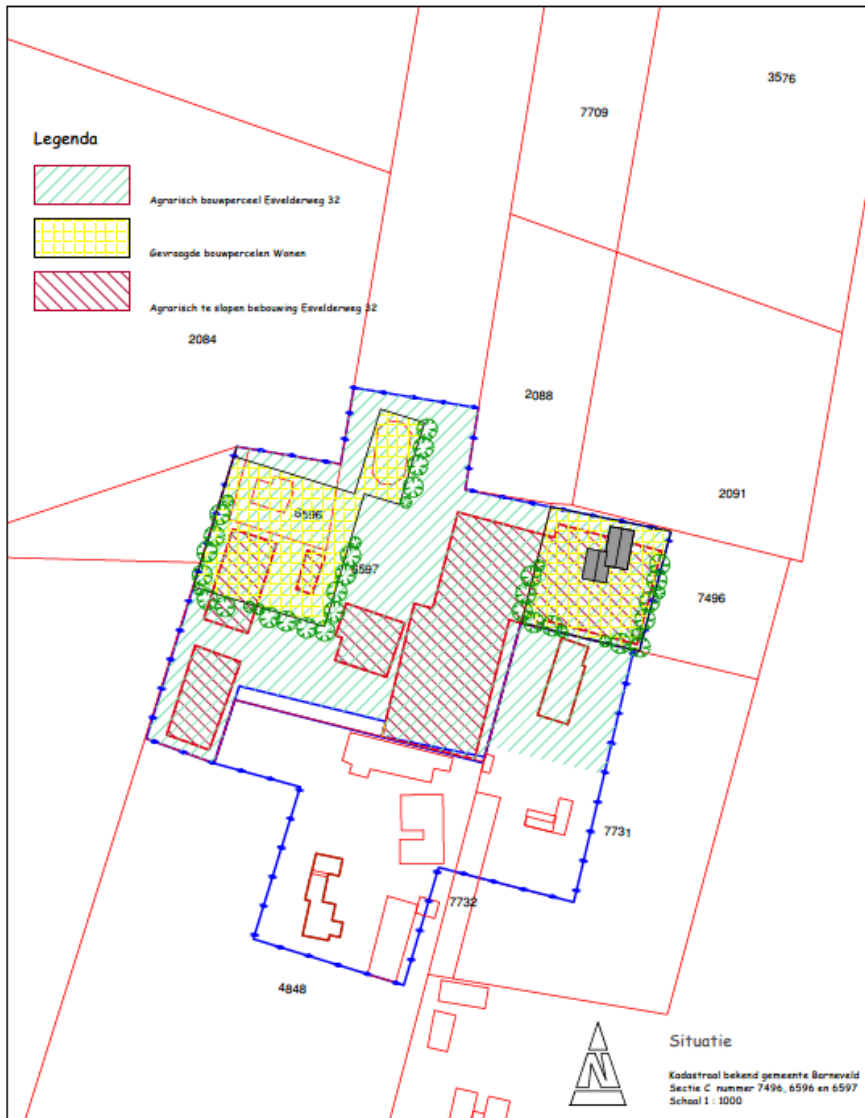 3576
7709
Legenda
Agrarisch bouwperceel Esvelderweg 32
Gevraagde bouwpercelen Wonen
Agrarisch te slopen bebouwing Esvelderweg 32
2084
2088
2091
6596
6597
7496
7731
7732
4848
N
Situatie
Kadastraal bekend gemeente Barneveld
Sectie C nummer 7496, 6596 en 6597
Schaal 1 : 1000